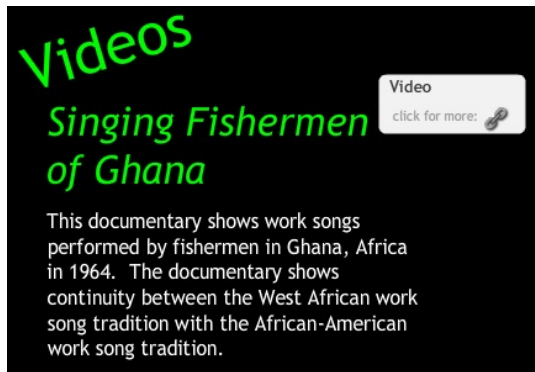 Videos
Video
click for more:
Singing Fishermen
of Ghana
This documentary shows work songs
performed by fishermen in Ghana, Africa
in 1964.  The documentary shows
continuity between the West African work
song tradition with the African-American
work song tradition.